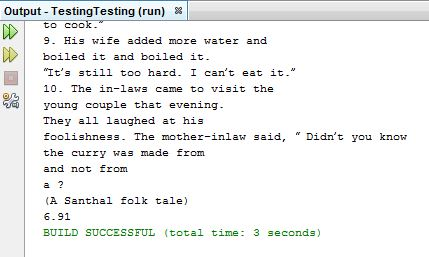 Output - TestingTesting (run)
to cook.”
9. His wife added more water and
boiled it and boiled it.
“It’s still too hard. I can’t eat it.”
10. The in-laws came to visit the
young couple that evening.
They all laughed at his
foolishness. The mother-inlaw said, “ Didn’t you know
the curry was made from
and not from
a ?
(A Santhal folk tale)
6.91
BUILD SUCCESSFUL (total time: 3 seconds)